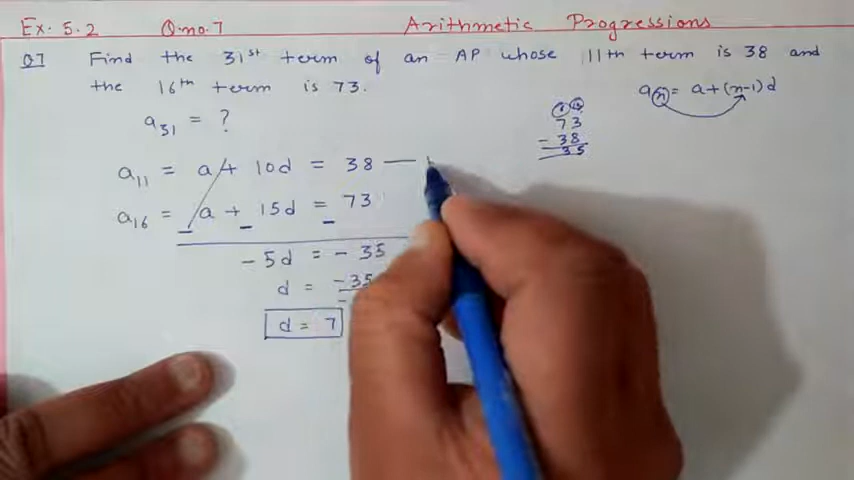 Ex. 5.2 Q.no.7 Arithmetic Progressions
Q7 Find the 31st term of an AP whose 11th term is 38 and
the 16th term is 73.
an = a+(n-1)d
a31 = ?
73
- 38
35
a11 = a + 10d = 38 —
a16 = a + 15d = 73
- - -
-5d = -35
d = -35
d = 7